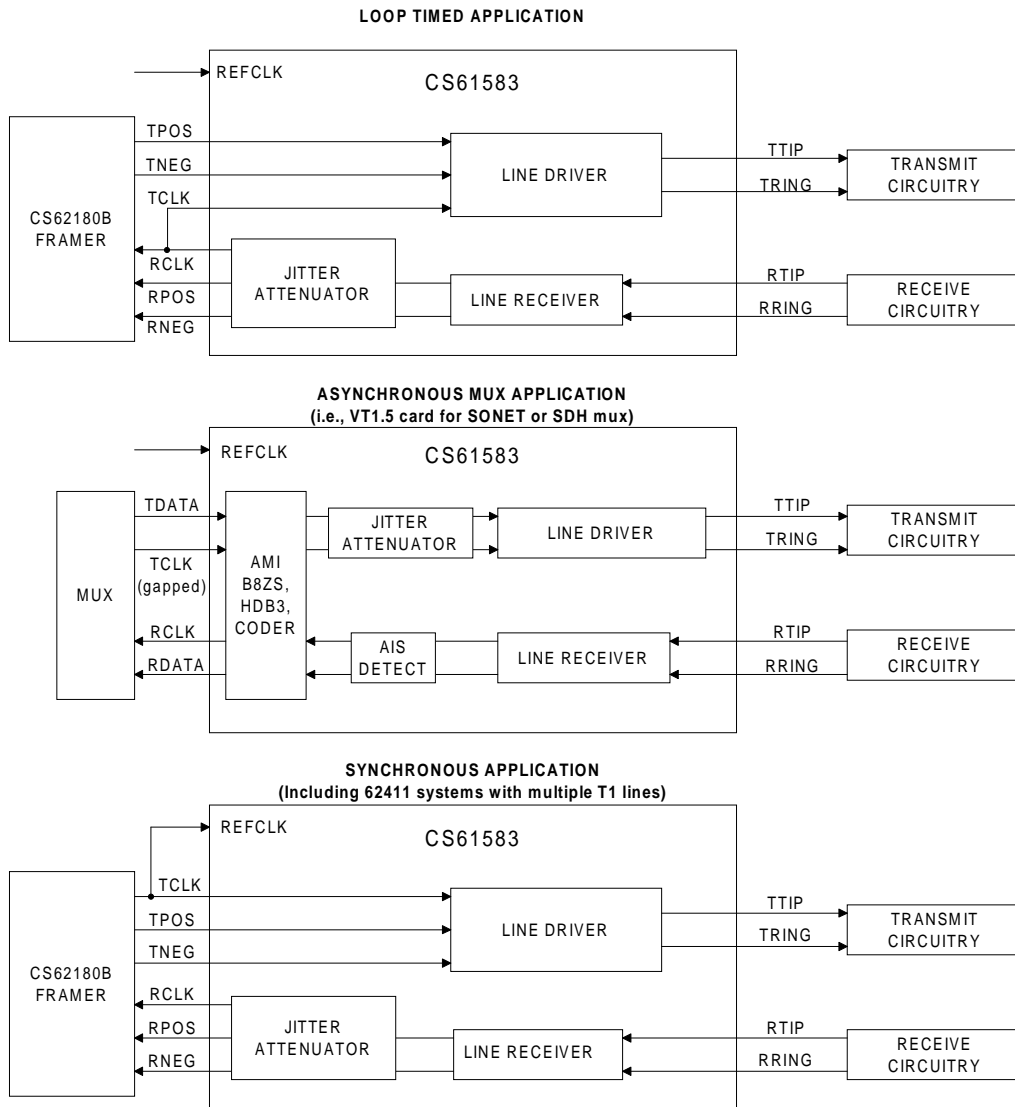 LOOP TIMED APPLICATION
REFCLK
CS61583
CS62180B
FRAMER
TPOS
TNEG
TCLK
RCLK
RPOS
RNEG
LINE DRIVER
JITTER
ATTENUATOR
LINE RECEIVER
TTIP
TRING
RTIP
RRING
TRANSMIT
CIRCUITRY
RECEIVE
CIRCUITRY
ASYNCHRONOUS MUX APPLICATION
(i.e., VT1.5 card for SONET or SDH mux)
REFCLK
CS61583
MUX
TDATA
TCLK
(gapped)
RCLK
RDATA
AMI
B8ZS,
HDB3,
CODER
JITTER
ATTENUATOR
LINE DRIVER
AIS
DETECT
LINE RECEIVER
TTIP
TRING
RTIP
RRING
TRANSMIT
CIRCUITRY
RECEIVE
CIRCUITRY
SYNCHRONOUS APPLICATION
(Including 62411 systems with multiple T1 lines)
REFCLK
CS61583
CS62180B
FRAMER
TCLK
TPOS
TNEG
RCLK
RPOS
RNEG
LINE DRIVER
JITTER
ATTENUATOR
LINE RECEIVER
TTIP
TRING
RTIP
RRING
TRANSMIT
CIRCUITRY
RECEIVE
CIRCUITRY